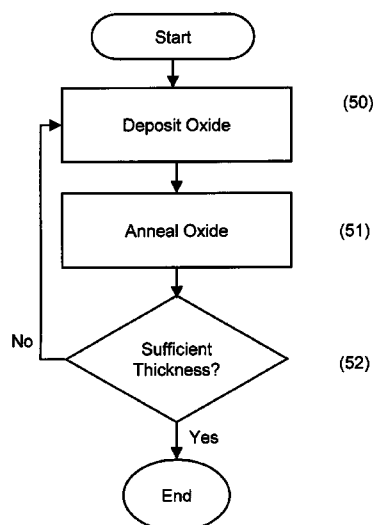 Start
Deposit Oxide
(50)
Anneal Oxide
(51)
No
Sufficient
Thickness?
(52)
Yes
End